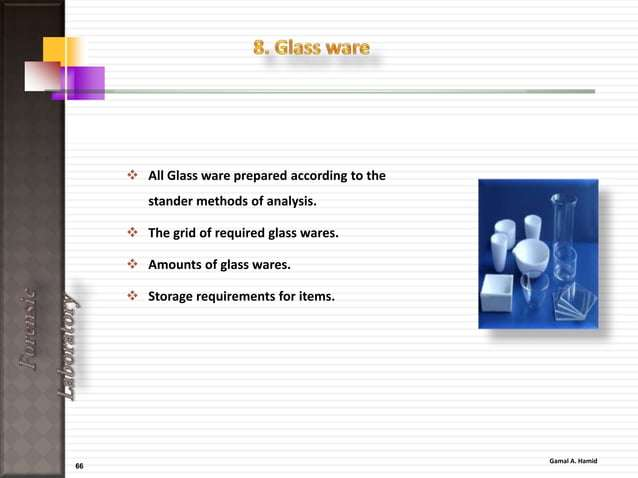 8. Glass ware
❖ All Glass ware prepared according to the
stander methods of analysis.
❖ The grid of required glass wares.
❖ Amounts of glass wares.
❖ Storage requirements for items.
Forensic
Laboratory
66
Gamal A. Hamid